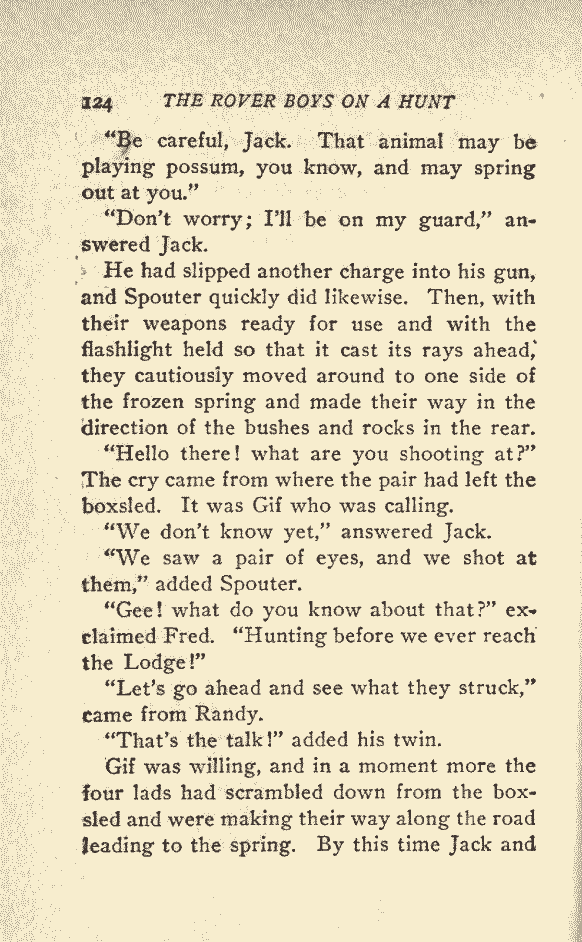 124 THE ROVER BOYS ON A HUNT
“Be careful, Jack. That animal may be
playing possum, you know, and may spring
out at you.”
“Don’t worry; I’ll be on my guard,” an-
swered Jack.
He had slipped another charge into his gun,
and Spouter quickly did likewise. Then, with
their weapons ready for use and with the
flashlight held so that it cast its rays ahead,
they cautiously moved around to one side of
the frozen spring and made their way in the
direction of the bushes and rocks in the rear.
“Hello there! what are you shooting at?”
The cry came from where the pair had left the
boxsled. It was Gif who was calling.
“We don’t know yet,” answered Jack.
“We saw a pair of eyes, and we shot at
them,” added Spouter.
“Gee! what do you know about that?” ex-
claimed Fred. “Hunting before we ever reach
the Lodge!”
“Let’s go ahead and see what they struck,”
came from Randy.
“That’s the talk!” added his twin.
Gif was willing, and in a moment more the
four lads had scrambled down from the box-
sled and were making their way along the road
leading to the spring. By this time Jack and